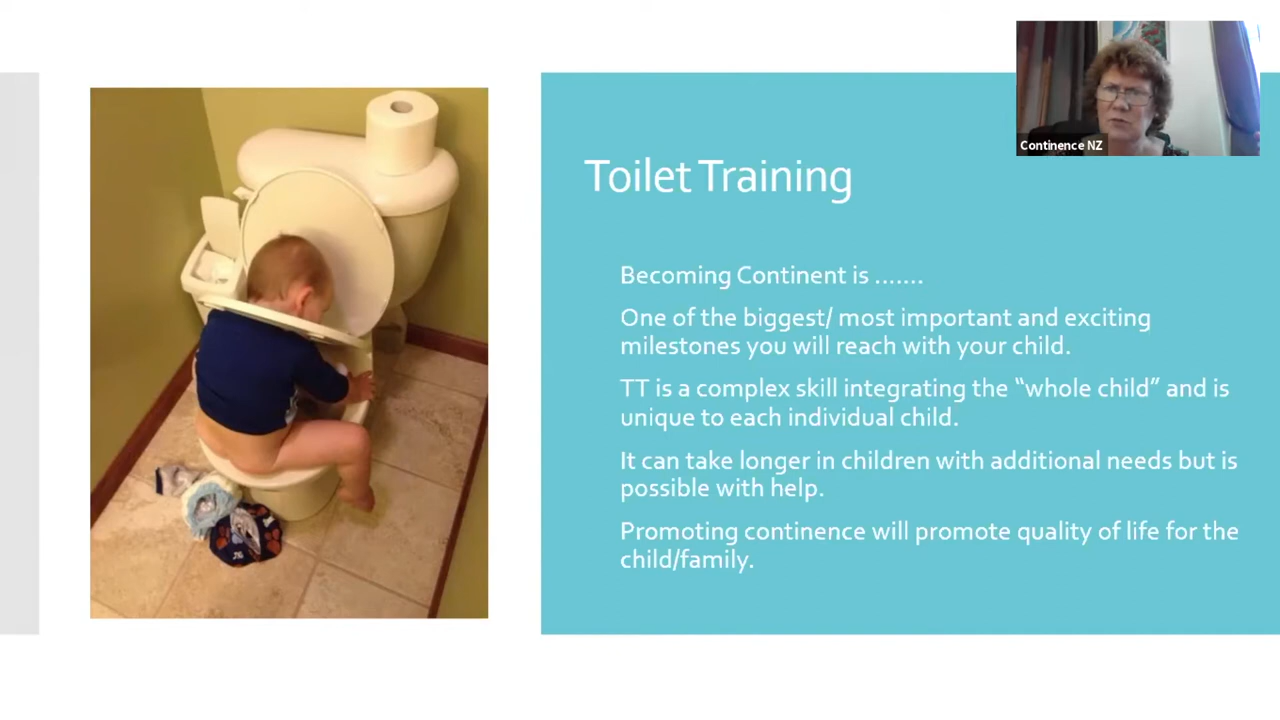 Continence NZ
Toilet Training
Becoming Continent is .......
One of the biggest/ most important and exciting
milestones you will reach with your child.
TT is a complex skill integrating the “whole child” and is
unique to each individual child.
It can take longer in children with additional needs but is
possible with help.
Promoting continence will promote quality of life for the
child/family.